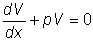 dV/dx + pV = 0